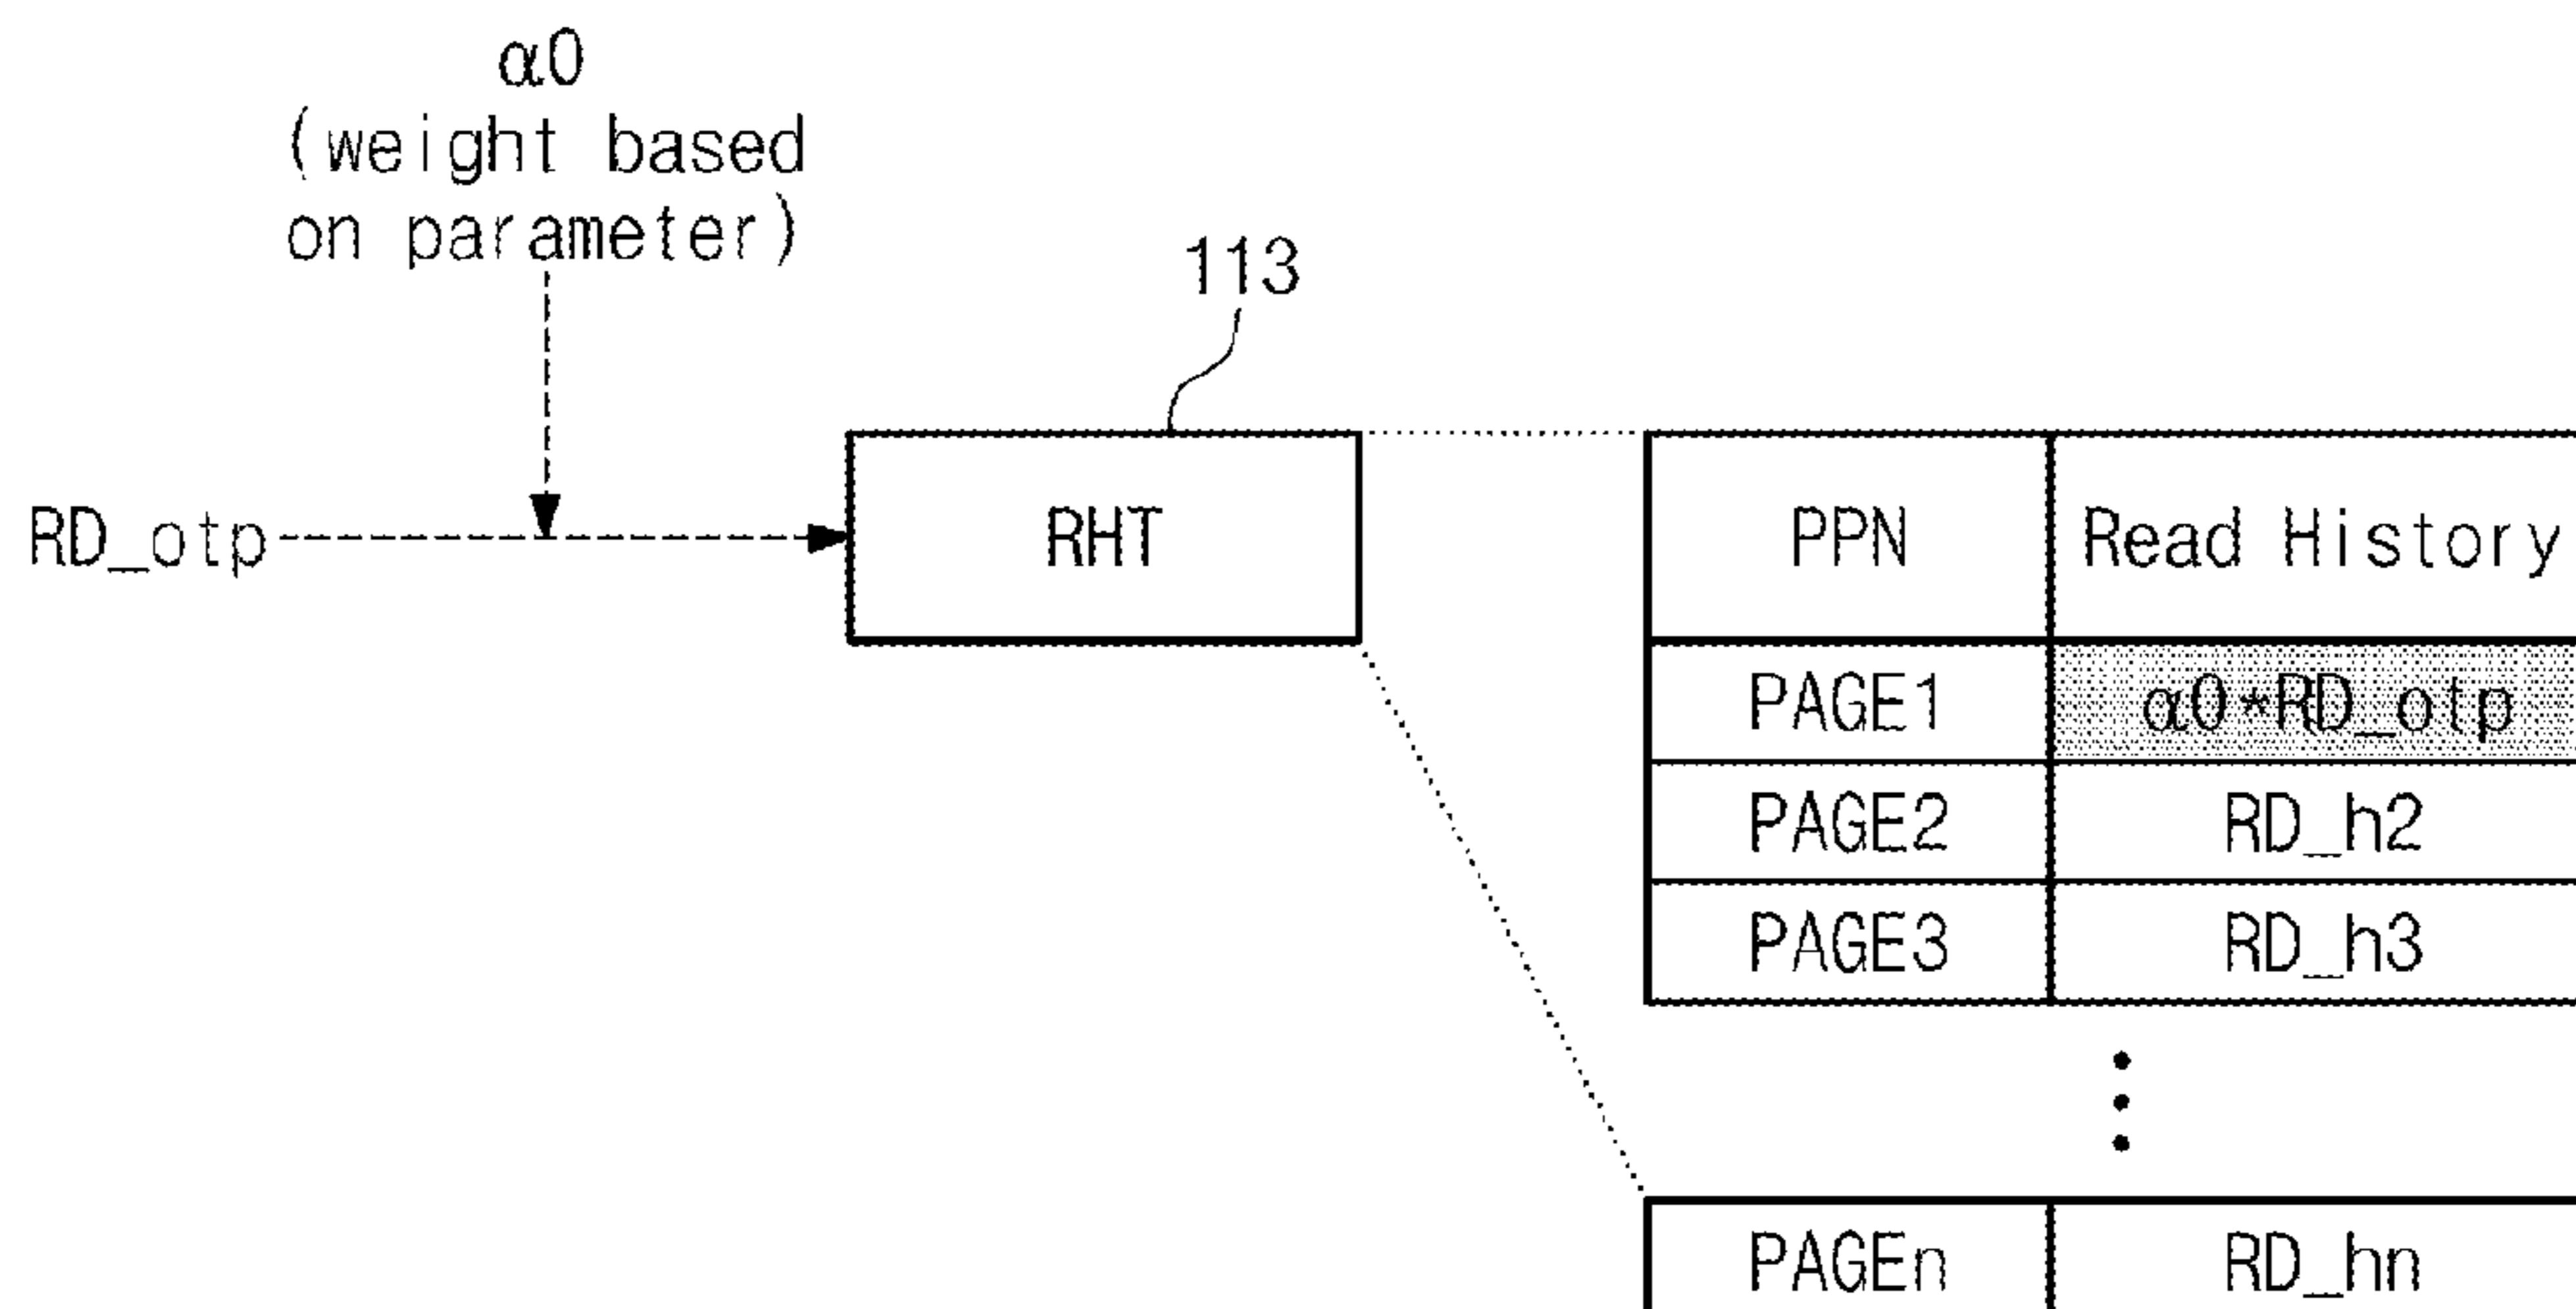 α0
(weight based
on parameter)
113
RD_otp
RHT
PPN Read History
PAGE1 α0*RD_otp
PAGE2 RD_h2
PAGE3 RD_h3
PAGEn RD_hn